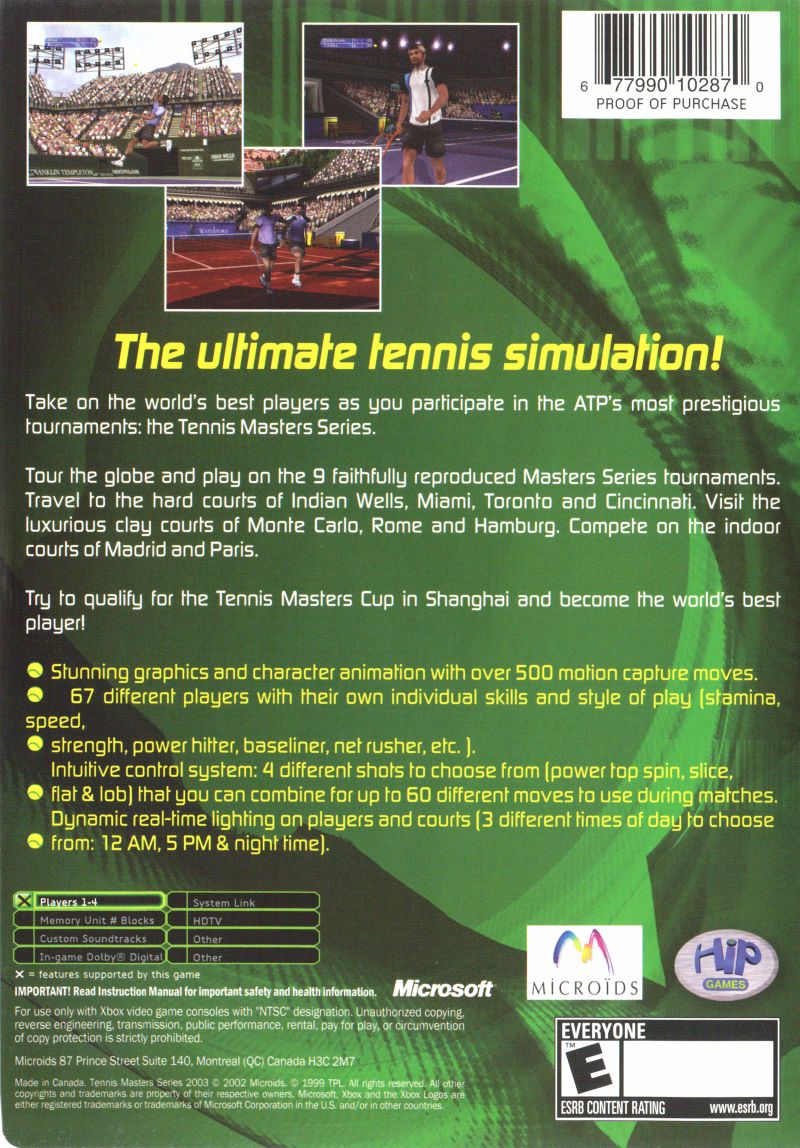 6 77990 10287 0
PROOF OF PURCHASE
FRANKLIN TEMPLETON
INDIAN WELLS
WATERFORD
The ultimate tennis simulation!
Take on the world's best players as you participate in the ATP's most prestigious
tournaments: the Tennis Masters Series.
Tour the globe and play on the 9 faithfully reproduced Masters Series tournaments.
Travel to the hard courts of Indian Wells, Miami, Toronto and Cincinnati. Visit the
luxurious clay courts of Monte Carlo, Rome and Hamburg. Compete on the indoor
courts of Madrid and Paris.
Try to qualify for the Tennis Masters Cup in Shanghai and become the world's best
player!
Stunning graphics and character animation with over 500 motion capture moves.
67 different players with their own individual skills and style of play (stamina,
speed,
strength, power hitter, baseliner, net rusher, etc. ).
Intuitive control system: 4 different shots to choose from (power top spin, slice,
flat & lob) that you can combine for up to 60 different moves to use during matches.
Dynamic real-time lighting on players and courts (3 different times of day to choose
from: 12 AM, 5 PM & night time).
Players 1-4
System Link
Memory Unit # Blocks
HDTV
Custom Soundtracks
Other
In-game Dolby® Digital
Other
X = features supported by this game
IMPORTANT! Read Instruction Manual for important safety and health information.
Microsoft
For use only with Xbox video game consoles with "NTSC" designation. Unauthorized copying,
reverse engineering, transmission, public performance, rental, pay for play, or circumvention
of copy protection is strictly prohibited.
Microids 87 Prince Street Suite 140, Montreal (QC) Canada H3C 2M7
Made in Canada. Tennis Masters Series 2003 © 2002 Microids. © 1999 TPL. All rights reserved. All other
copyrights and trademarks are property of their respective owners. Microsoft, Xbox and the Xbox Logos are
either registered trademarks or trademarks of Microsoft Corporation in the U.S. and/or in other countries.
MICROÏDS
HIP
GAMES
EVERYONE
E
TM
ESRB CONTENT RATING www.esrb.org